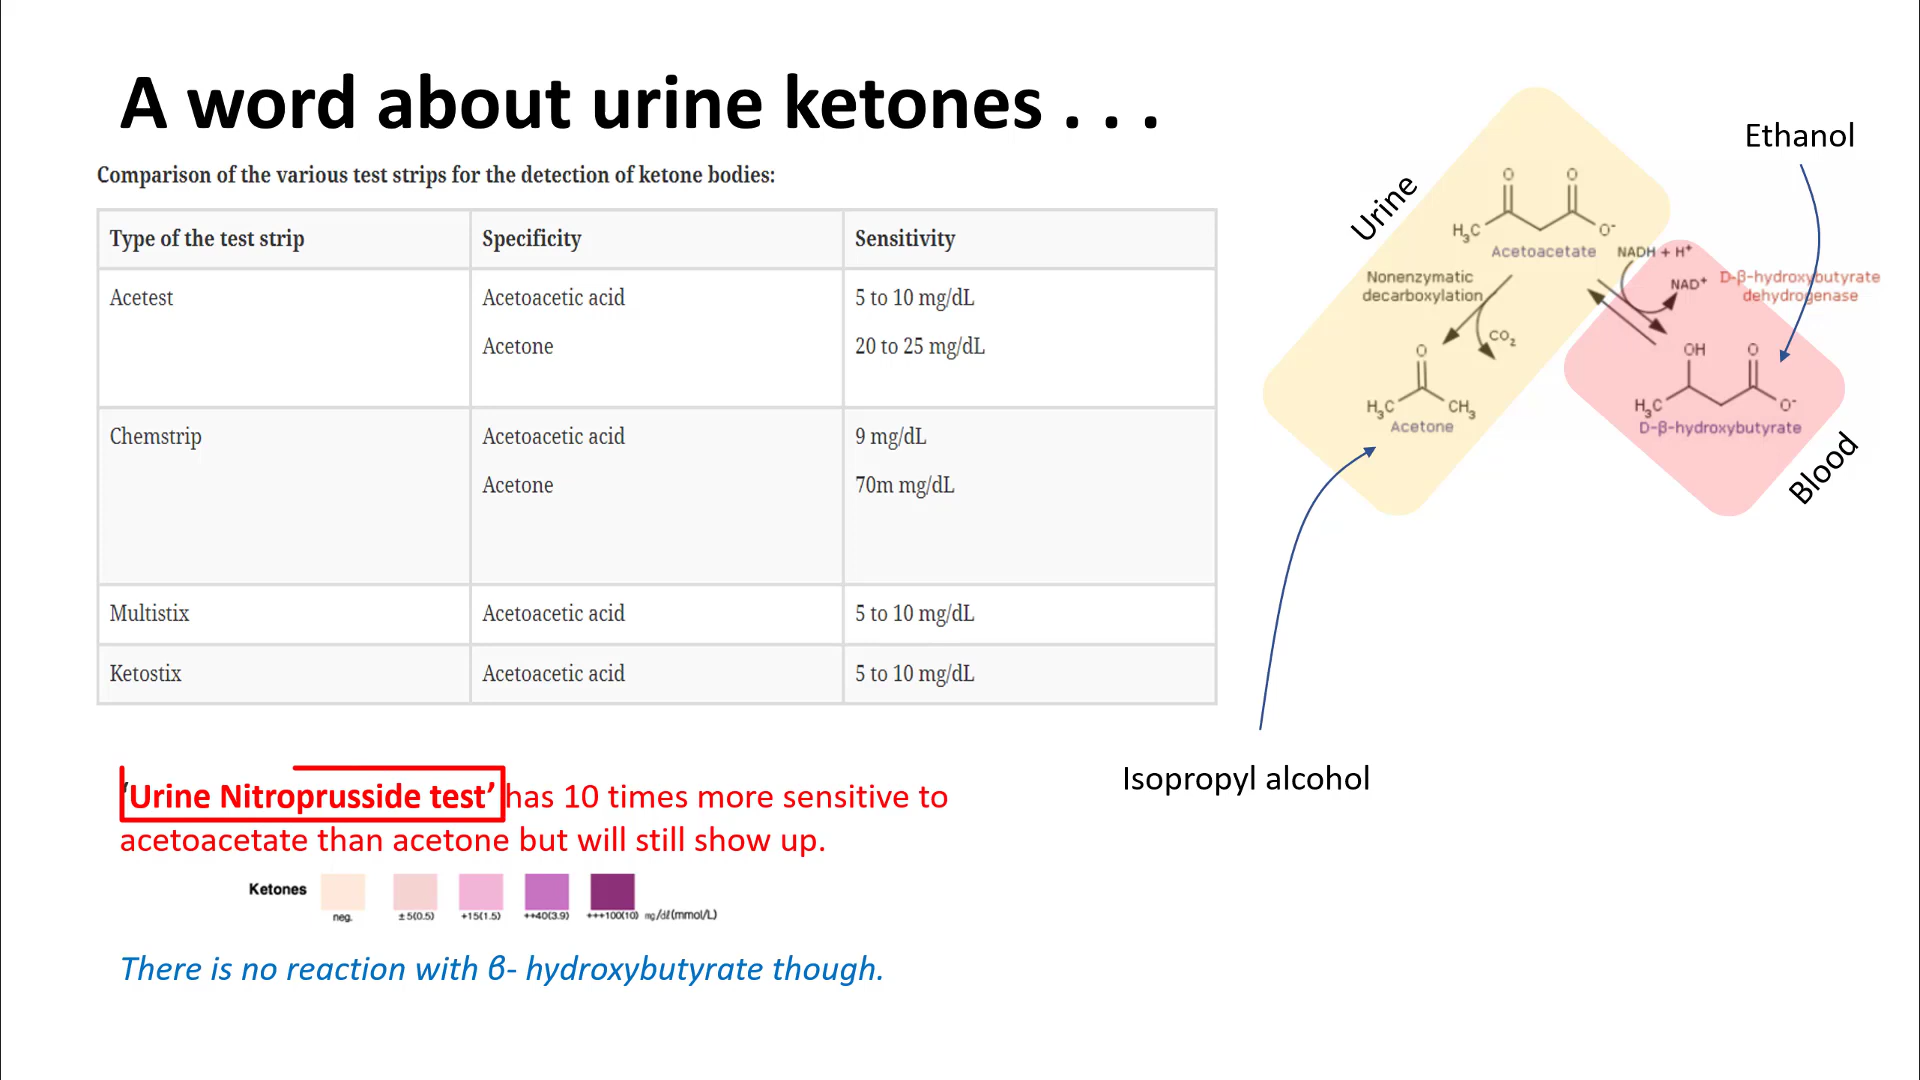 A word about urine ketones . . .
Comparison of the various test strips for the detection of ketone bodies:
Type of the test strip Specificity Sensitivity
Acetest Acetoacetic acid 5 to 10 mg/dL
Acetone 20 to 25 mg/dL
Chemstrip Acetoacetic acid 9 mg/dL
Acetone 70m mg/dL
Multistix Acetoacetic acid 5 to 10 mg/dL
Ketostix Acetoacetic acid 5 to 10 mg/dL
'Urine Nitroprusside test' has 10 times more sensitive to
acetoacetate than acetone but will still show up.
Ketones
neg. ±5(0.5) +15(1.5) ++40(3.9) +++100(10) mg/dl(mmol/L)
There is no reaction with β- hydroxybutyrate though.
Ethanol
Urine
O O
H₃C O⁻
Acetoacetate
NADH + H⁺
Nonenzymatic
decarboxylation
NAD⁺
D-β-hydroxybutyrate
dehydrogenase
CO₂
O
H₃C CH₃
Acetone
OH O
H₃C O⁻
D-β-hydroxybutyrate
Blood
Isopropyl alcohol